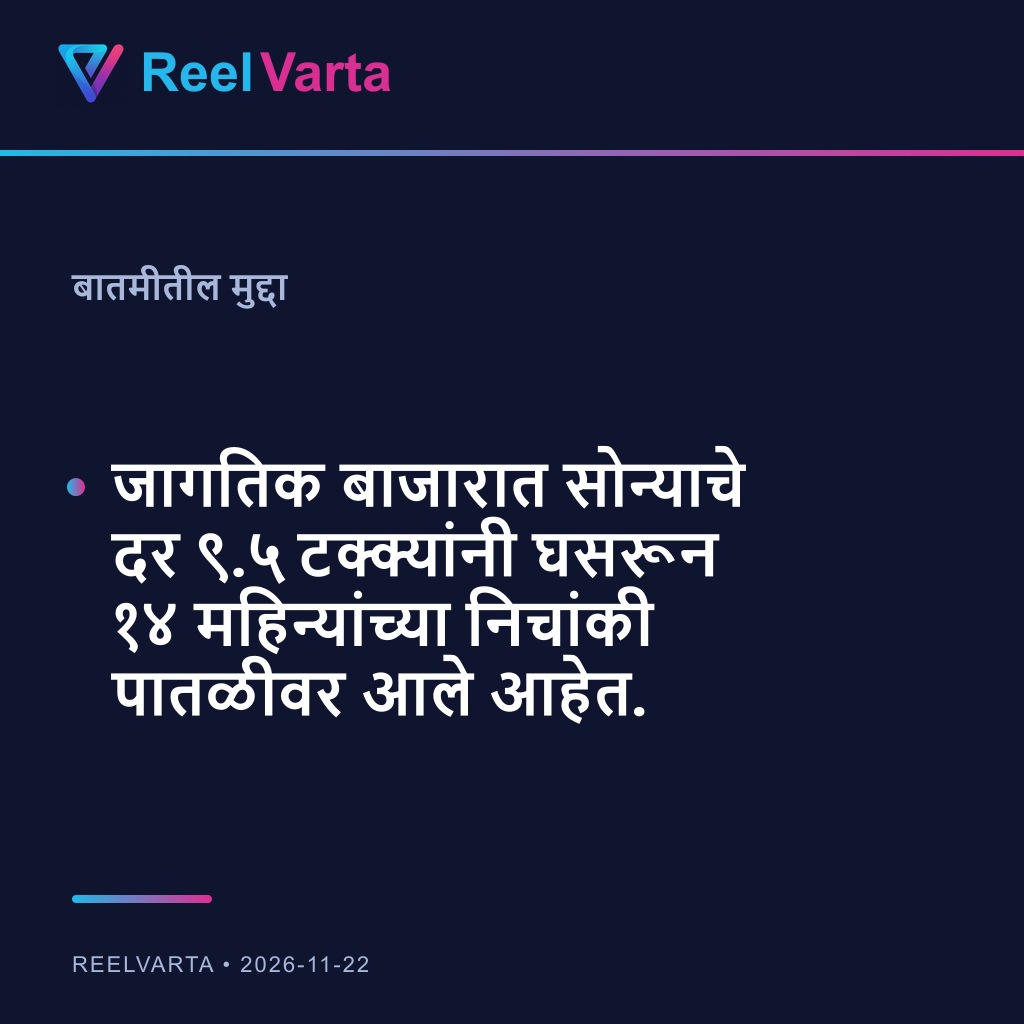 Reel Varta
बातमीतील मुद्दा
• जागतिक बाजारात सोन्याचे
दर ९.५ टक्क्यांनी घसरून
१४ महिन्यांच्या निचांकी
पातळीवर आले आहेत.
REELVARTA • 2026-11-22